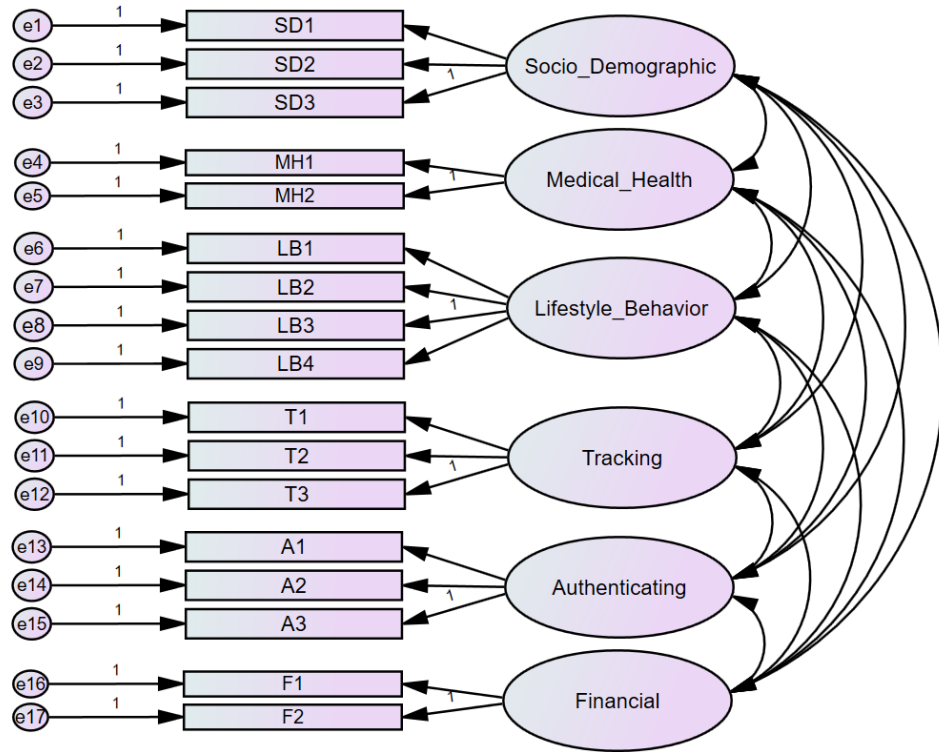 e1 1 SD1
e2 1 SD2 Socio_Demographic
e3 1 SD3 1
e4 1 MH1
e5 1 MH2 1 Medical_Health
e6 1 LB1
e7 1 LB2
e8 1 LB3 1 Lifestyle_Behavior
e9 1 LB4
e10 1 T1
e11 1 T2 Tracking
e12 1 T3 1
e13 1 A1
e14 1 A2 Authenticating
e15 1 A3 1
e16 1 F1
e17 1 F2 1 Financial